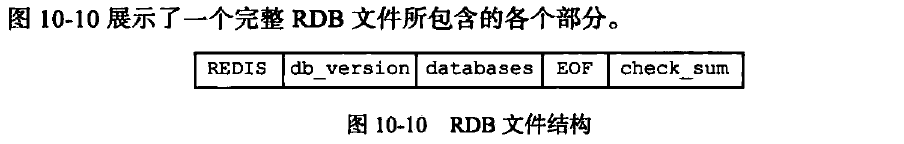 图 10-10 展示了一个完整 RDB 文件所包含的各个部分。
REDIS db_version databases EOF check_sum
图 10-10 RDB 文件结构